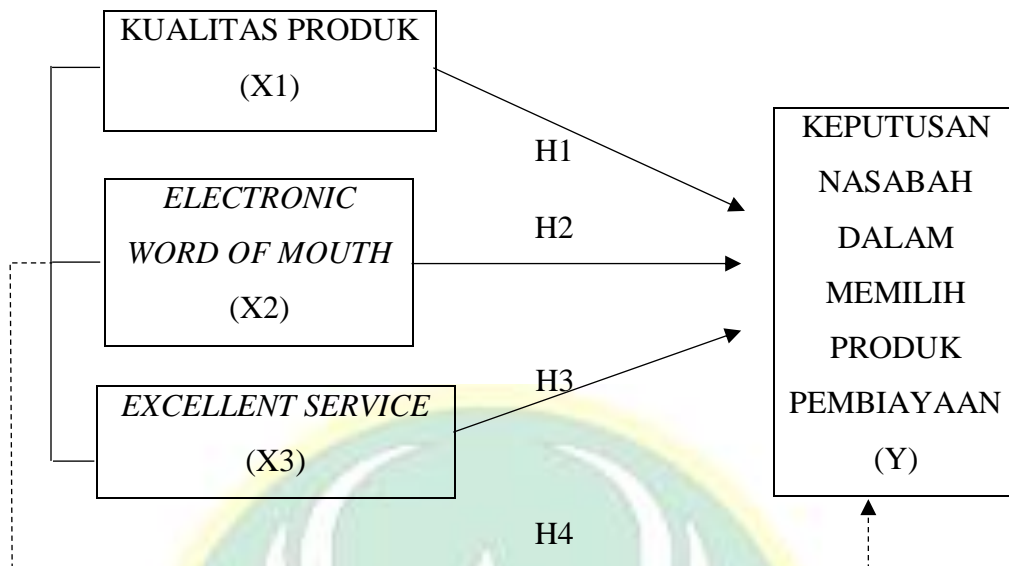 KUALITAS PRODUK
(X1)
H1
ELECTRONIC
WORD OF MOUTH
(X2)
H2
EXCELLENT SERVICE
(X3)
H3
H4
KEPUTUSAN
NASABAH
DALAM
MEMILIH
PRODUK
PEMBIAYAAN
(Y)